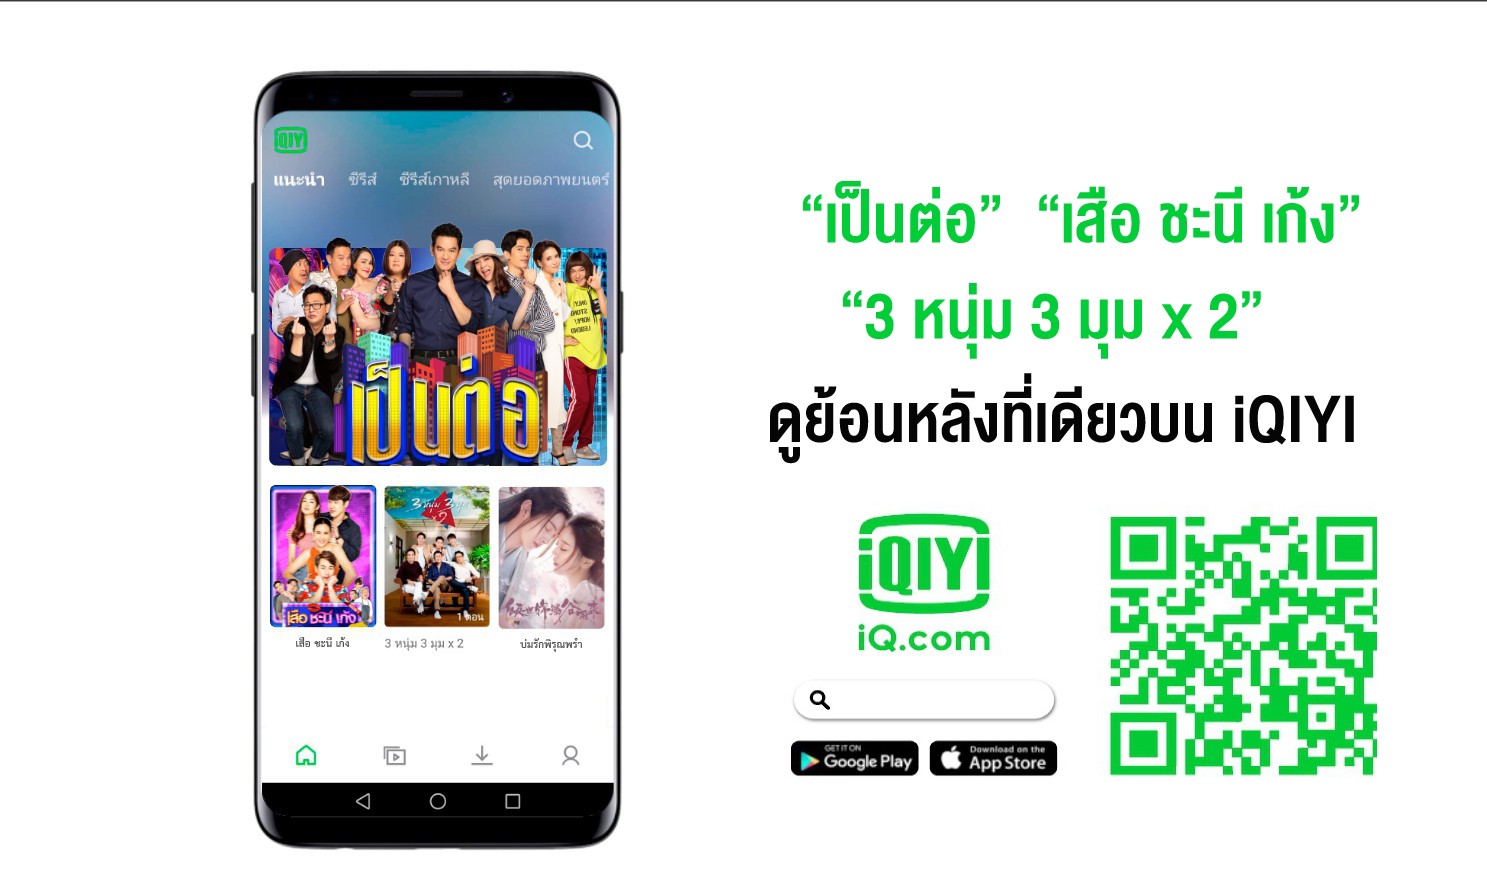 iQIYI
แนะนำ ซีรีส์ ซีรีส์เกาหลี สุดยอดภาพยนตร์
เป็นต่อ
เสือ ชะนี เก้ง
3 หนุ่ม 3 มุม
x2
1 ตอน
เสือ ชะนี เก้ง 3 หนุ่ม 3 มุม x 2 บ่มรักพิรุณพรำ
“เป็นต่อ” “เสือ ชะนี เก้ง”
“3 หนุ่ม 3 มุม x 2”
ดูย้อนหลังที่เดียวบน iQIYI
iQIYI
iQ.com
GET IT ON
Google Play
Download on the
App Store